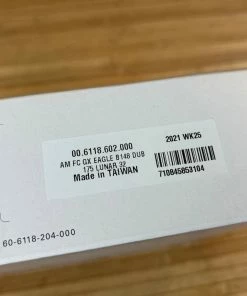 00.6118.602.000
2021 WK25
AM FC GX EAGLE B148 DUB
175 LUNAR 32
Made in TAIWAN
710845853104
60-6118-204-000